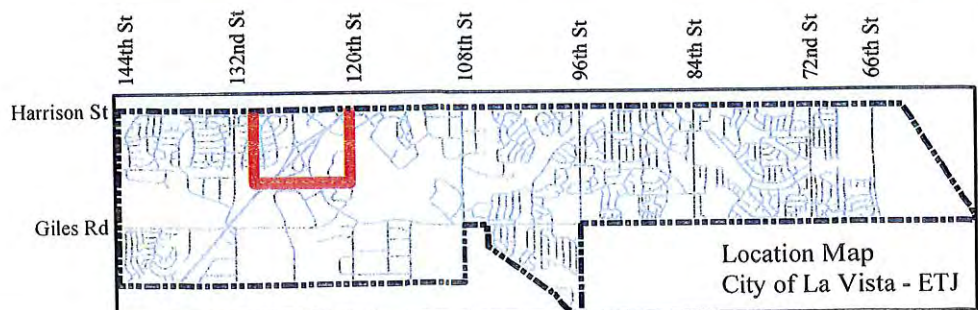 144th St
132nd St
120th St
108th St
96th St
84th St
72nd St
66th St
Harrison St
Giles Rd
Location Map
City of La Vista - ETJ